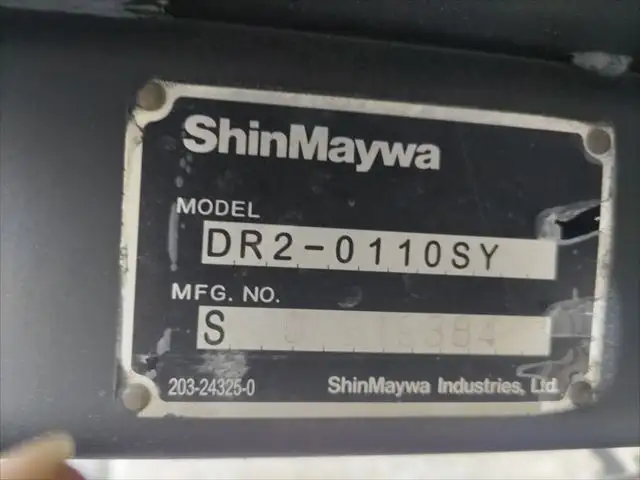 ShinMaywa
MODEL
DR2-0110SY
MFG. NO.
S
203-24325-0
ShinMaywa Industries, Ltd.